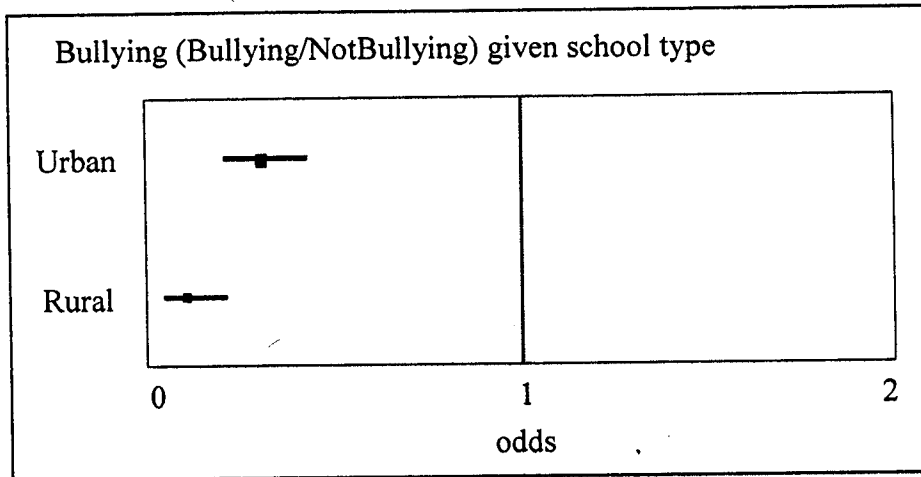 Bullying (Bullying/NotBullying) given school type
Urban
Rural
0 1 2
odds